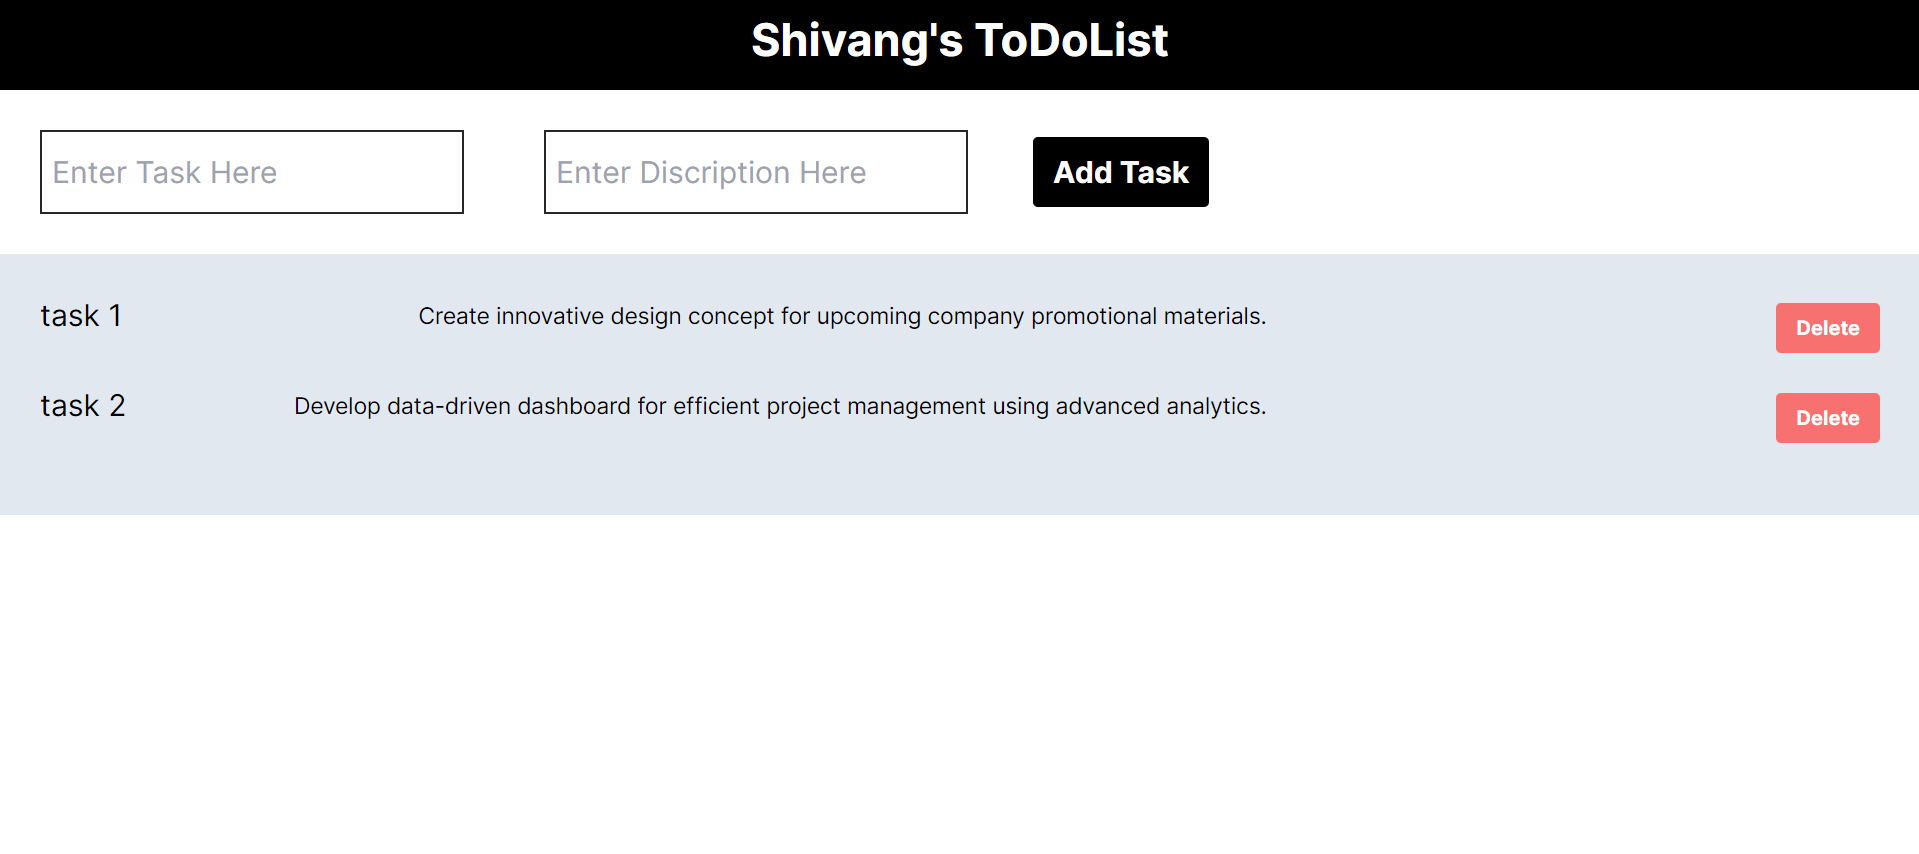 Shivang's ToDoList
Enter Task Here
Enter Discription Here
Add Task
task 1
Create innovative design concept for upcoming company promotional materials.
Delete
task 2
Develop data-driven dashboard for efficient project management using advanced analytics.
Delete